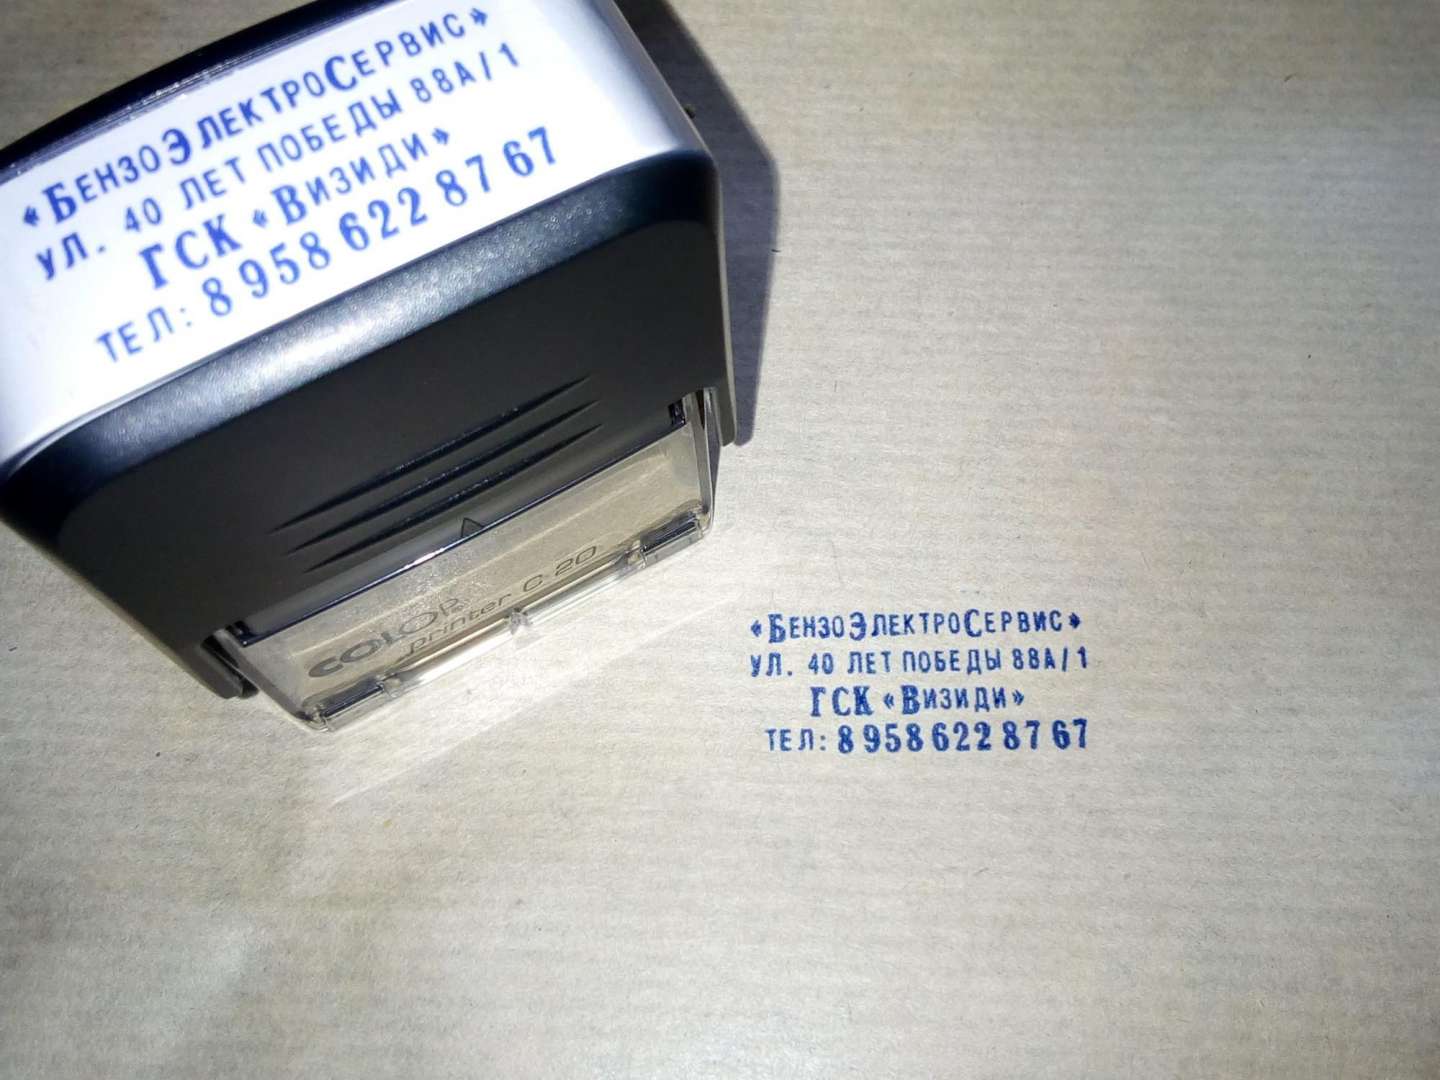 «БензоЭлектроСервис»
ул. 40 лет победы 88А/1
ГСК «Визиди»
тел: 8 958 622 87 67
COLOP®
printer C 20
«БензоЭлектроСервис»
ул. 40 лет победы 88А/1
ГСК «Визиди»
тел: 8 958 622 87 67